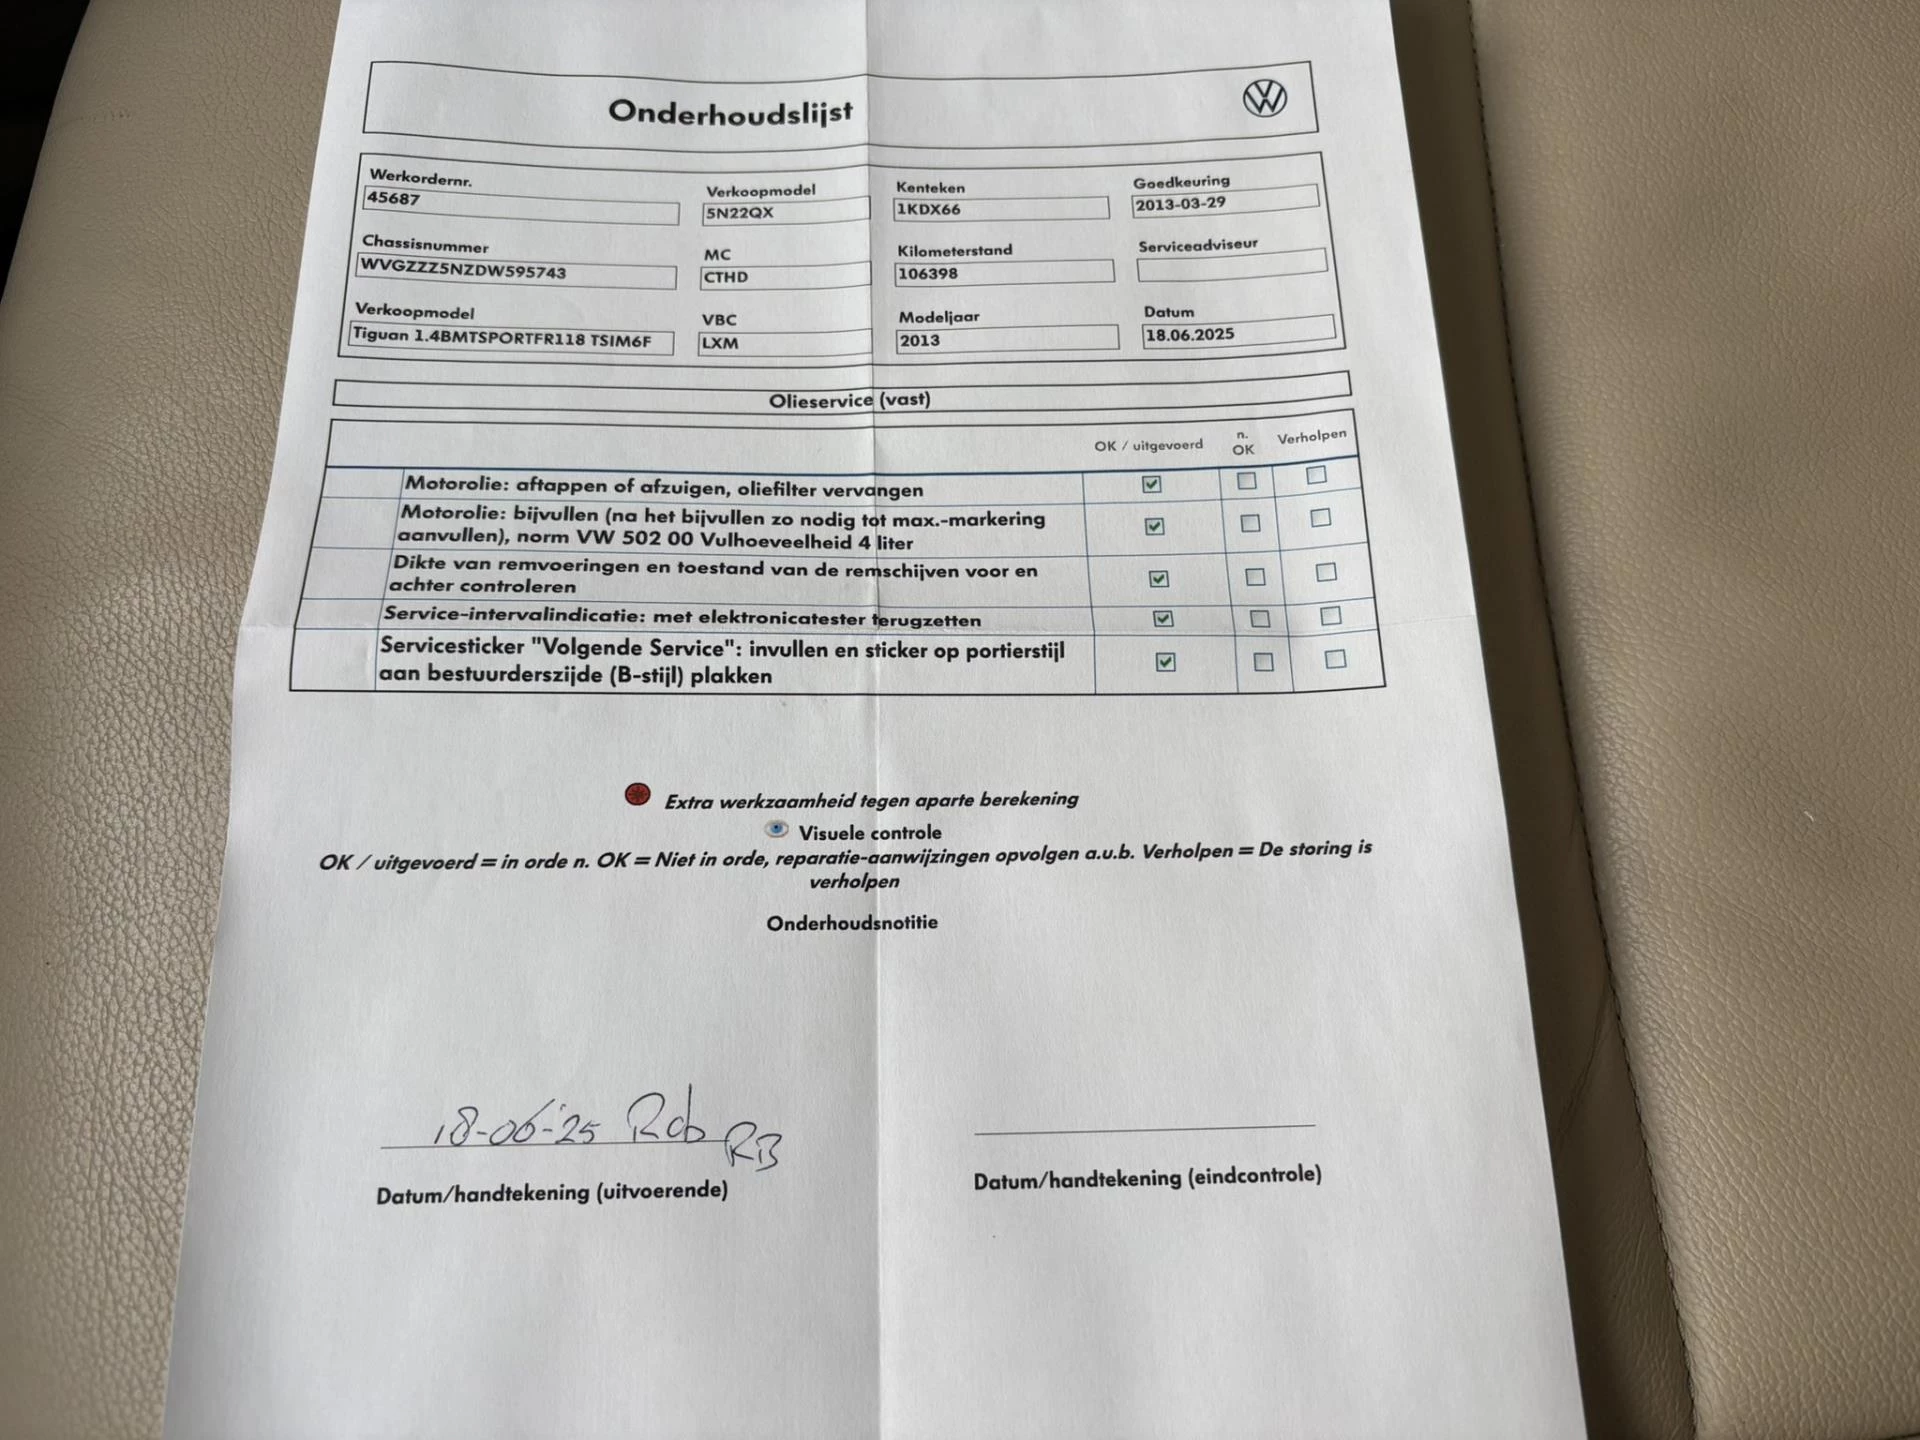 Onderhoudslijst
Werkordernr.
45687
Verkoopmodel
5N22QX
Kenteken
1KDX66
Goedkeuring
2013-03-29
Chassisnummer
WVGZZZ5NZDW595743
MC
CTHD
Kilometerstand
106398
Serviceadviseur
Verkoopmodel
Tiguan 1.4BMTSPORTFR118 TSIM6F
VBC
LXM
Modeljaar
2013
Datum
18.06.2025
Olieservice (vast)
OK / uitgevoerd
n.
OK
Verholpen
Motorolie: aftappen of afzuigen, oliefilter vervangen
Motorolie: bijvullen (na het bijvullen zo nodig tot max.-markering
aanvullen), norm VW 502 00 Vulhoeveelheid 4 liter
Dikte van remvoeringen en toestand van de remschijven voor en
achter controleren
Service-intervalindicatie: met elektronicatester terugzetten
Servicesticker "Volgende Service": invullen en sticker op portierstijl
aan bestuurderszijde (B-stijl) plakken
Extra werkzaamheid tegen aparte berekening
Visuele controle
OK / uitgevoerd = in orde n. OK = Niet in orde, reparatie-aanwijzingen opvolgen a.u.b. Verholpen = De storing is
verholpen
Onderhoudsnotitie
18-06-'25 Rob RB
Datum/handtekening (uitvoerende)
Datum/handtekening (eindcontrole)